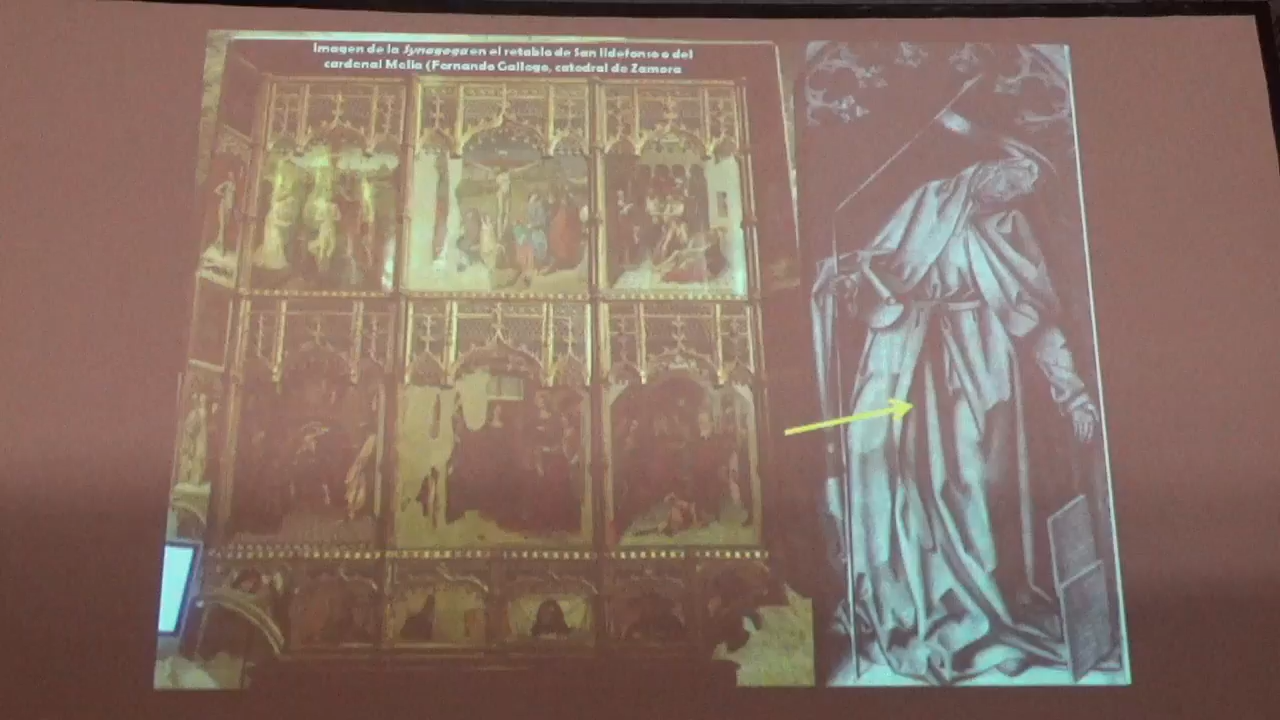 Imagen de la Synagoga en el retablo de San Ildefonso o del
cardenal Mella (Fernando Gallego, catedral de Zamora